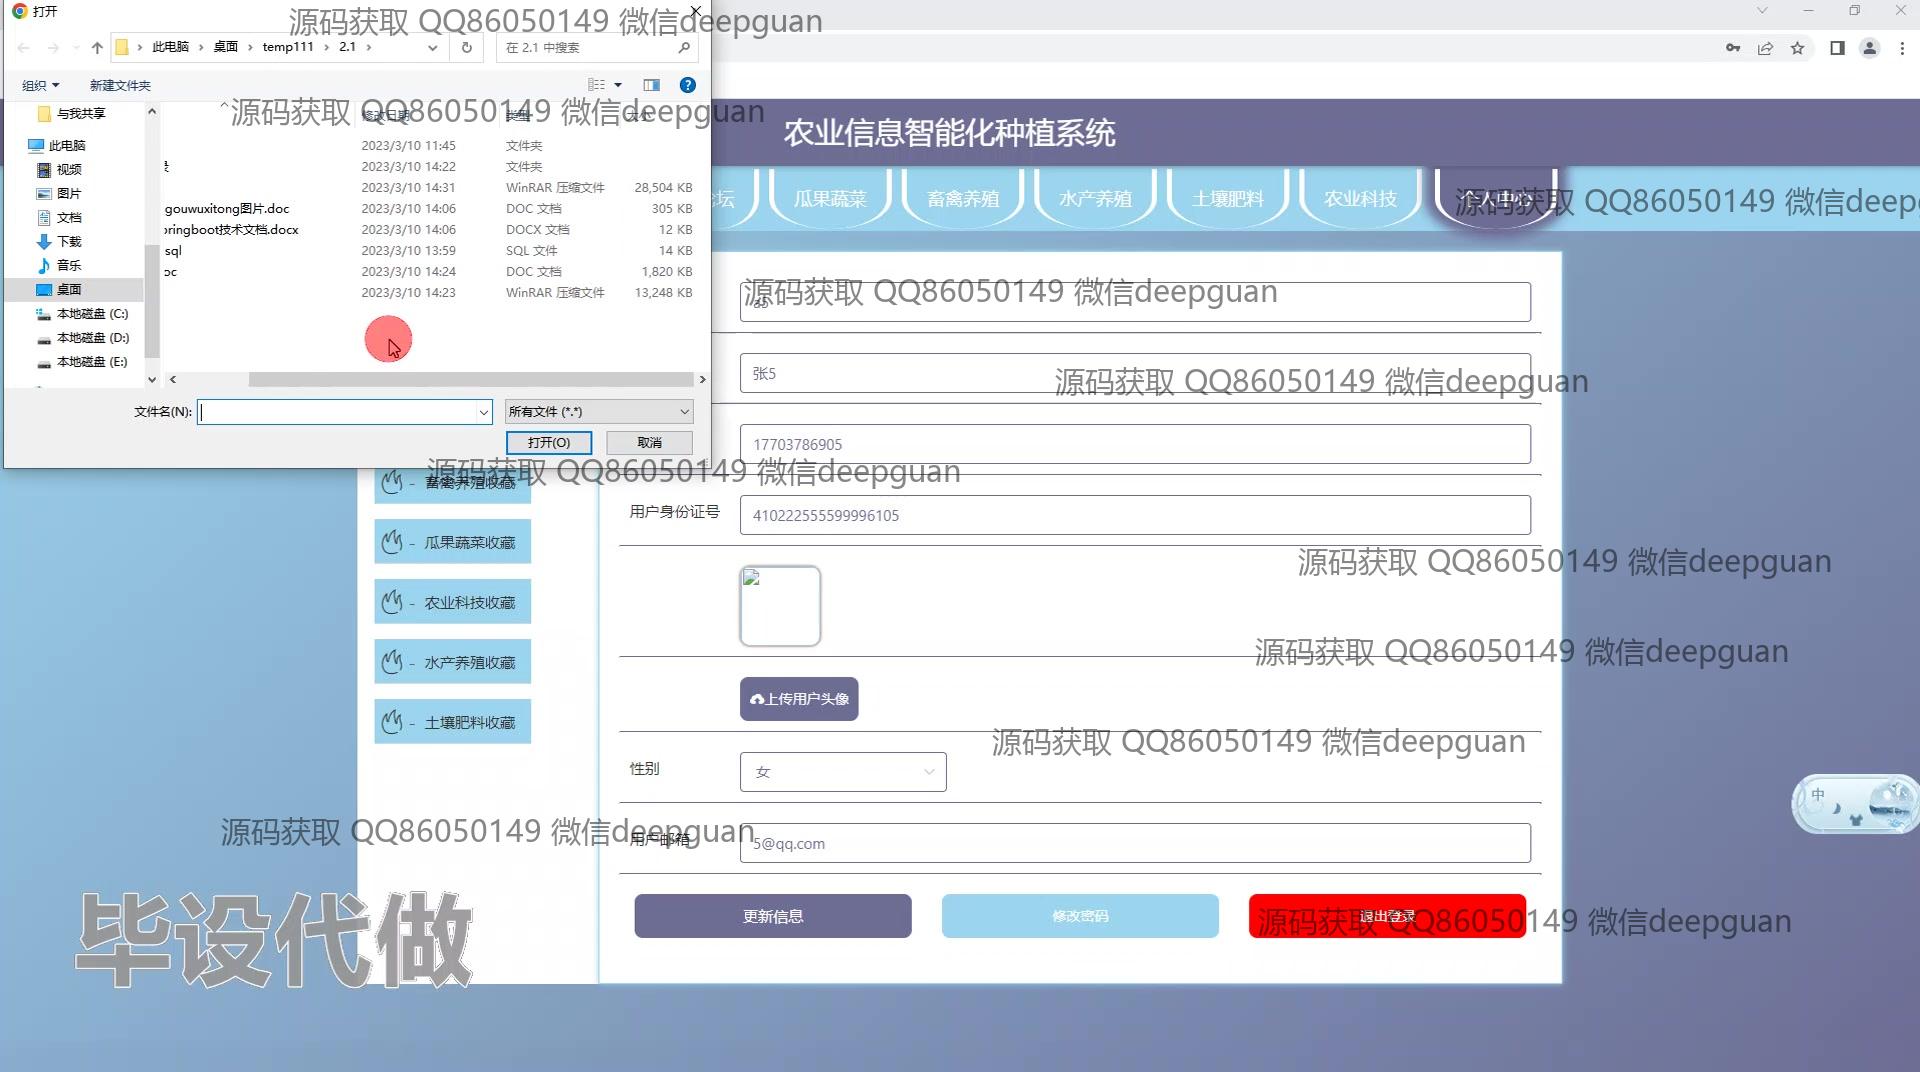 打开
源码获取 QQ86050149 微信deepguan
此电脑 › 桌面 › temp111 › 2.1 ›
在 2.1 中搜索
组织
新建文件夹
源码获取 QQ86050149 微信deepguan
修改日期
类型
与我共享
此电脑
视频
图片
文档
下载
音乐
桌面
本地磁盘 (C:)
本地磁盘 (D:)
本地磁盘 (E:)
2023/3/10 11:45 文件夹
2023/3/10 14:22 文件夹
2023/3/10 14:31 WinRAR 压缩文件 28,504 KB
gouwuxitong图片.doc 2023/3/10 14:06 DOC 文档 305 KB
pringboot技术文档.docx 2023/3/10 14:06 DOCX 文档 12 KB
sql 2023/3/10 13:59 SQL 文件 14 KB
oc 2023/3/10 14:24 DOC 文档 1,820 KB
2023/3/10 14:23 WinRAR 压缩文件 13,248 KB
文件名(N):
所有文件 (*.*)
打开(O)
取消
农业信息智能化种植系统
坛
瓜果蔬菜
畜禽养殖
水产养殖
土壤肥料
农业科技
个人中心
源码获取 QQ86050149 微信deep
源码获取 QQ86050149 微信deepguan
张5
源码获取 QQ86050149 微信deepguan
17703786905
源码获取 QQ86050149 微信deepguan
畜禽养殖收藏
用户身份证号
410222555599996105
- 瓜果蔬菜收藏
源码获取 QQ86050149 微信deepguan
- 农业科技收藏
源码获取 QQ86050149 微信deepguan
- 水产养殖收藏
上传用户头像
- 土壤肥料收藏
源码获取 QQ86050149 微信deepguan
性别
女
中
源码获取 QQ86050149 微信deepguan
用户邮箱
5@qq.com
更新信息
修改密码
退出登录
源码获取 QQ86050149 微信deepguan
毕设代做